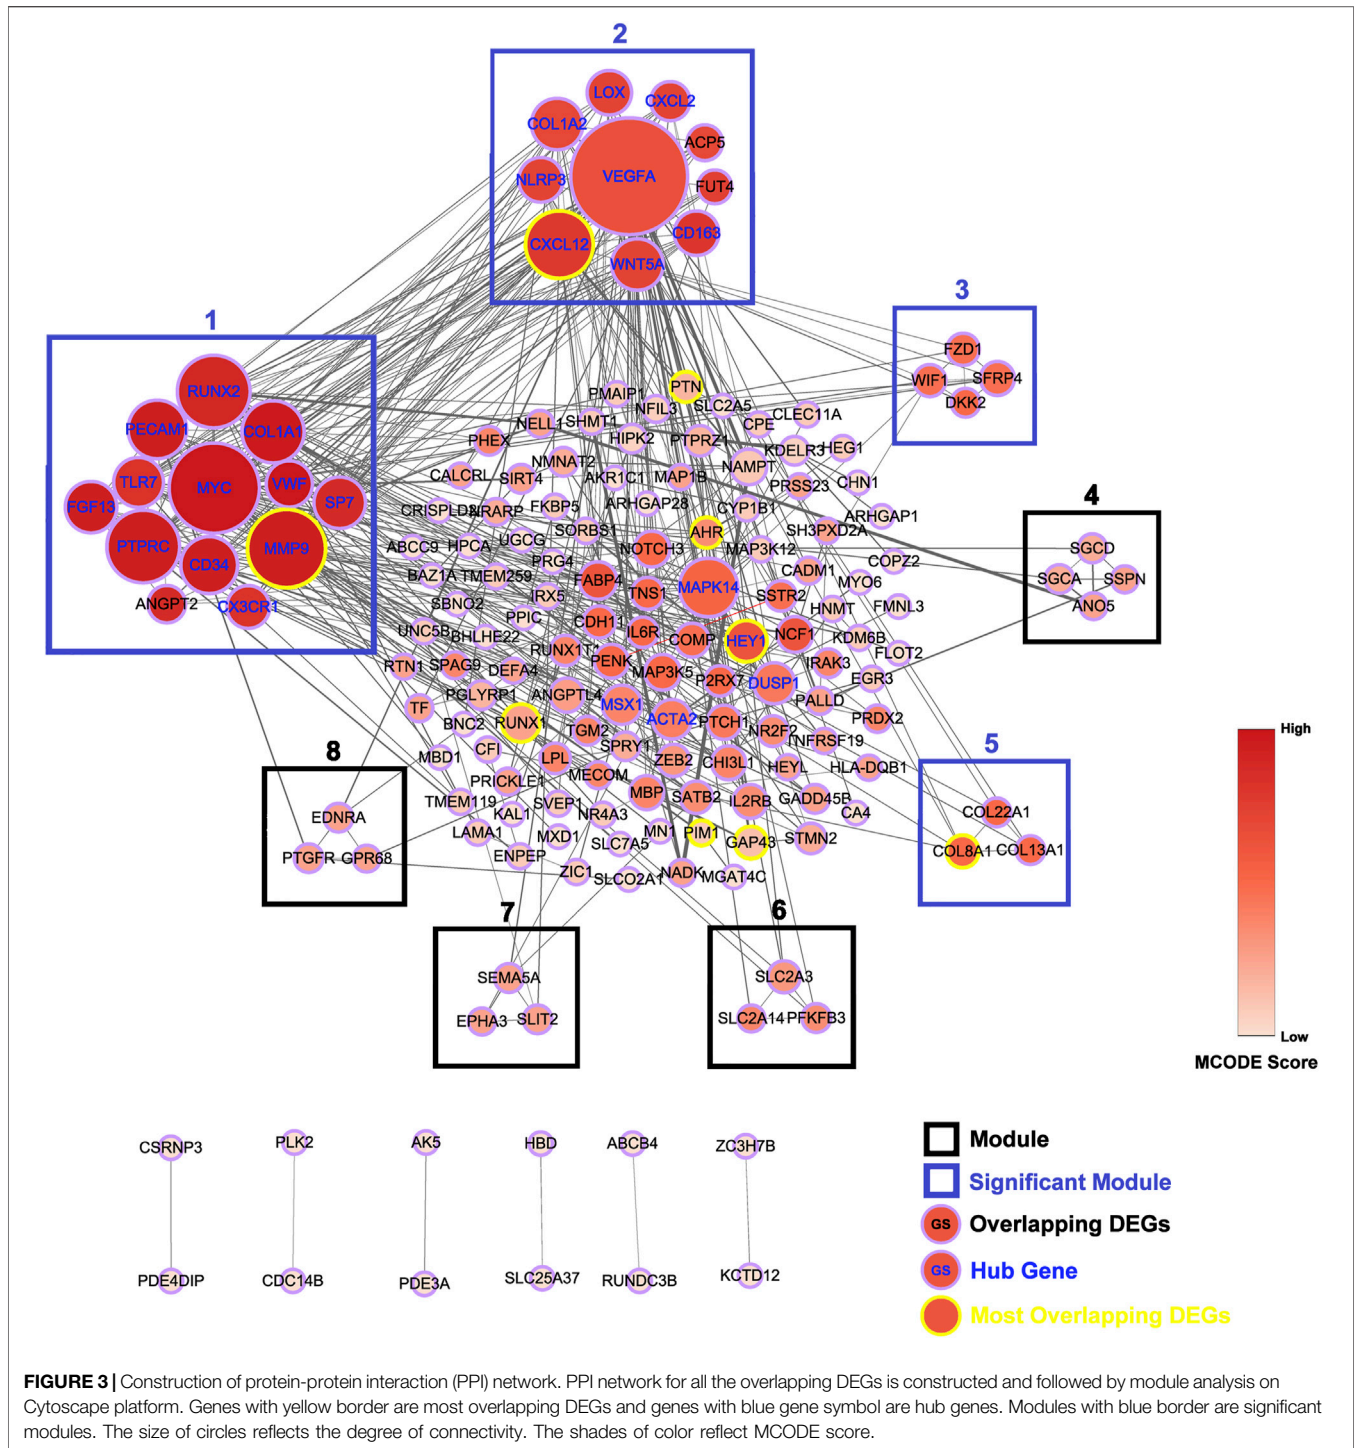 2
LOX
CXCL2
COL1A2
ACP5
VEGFA
NLRP3
FUT4
CD163
CXCL12
WNT5A
3
FZD1
WIF1
SFRP4
DKK2
1
RUNX2
PECAM1
COL1A1
TLR7
MYC
VWF
SP7
FGF13
PTPRC
MMP9
CD34
ANGPT2
CX3CR1
PTN
PMAIP1
NFIL3
SLC2A5
CLEC11A
NELL1
SHMT1
CPE
PHEX
HIPK2
PTPRZ1
KDELR3
HEG1
NMNAT2
NAMPT
CALCRL
SIRT4
AKR1C1
MAP1B
PRSS23
CHN1
CRISPLD2
NRARP
FKBP5
ARHGAP28
CYP1B1
ARHGAP1
SORBS1
AHR
SH3PXD2A
ABCC9
HPCA
UGCG
NOTCH3
MAP3K12
PRG4
COPZ2
BAZ1A
TMEM259
FABP4
MAPK14
CADM1
MYO6
IRX5
TNS1
SSTR2
SBNO2
PPIC
HNMT
FMNL3
UNC5B
BHLHE22
CDH11
IL6R
COMP
HEY1
NCF1
KDM6B
RUNX1T1
FLOT2
RTN1
SPAG9
DEFA4
PENK
MAP3K5
P2RX7
IRAK3
EGR3
DUSP1
PGLYRP1
ANGPTL4
TF
MSX1
PALLD
BNC2
RUNX1
ACTA2
PTCH1
PRDX2
TGM2
NR2F2
TNFRSF19
CFI
SPRY1
MBD1
LPL
ZEB2
CHI3L1
HEYL
HLA-DQB1
PRICKLE1
MECOM
TMEM119
SVEP1
MBP
SATB2
IL2RB
GADD45B
KAL1
NR4A3
CA4
LAMA1
MXD1
MN1
PIM1
GAP43
STMN2
ENPEP
SLC7A5
ZIC1
SLCO2A1
NADK
MGAT4C
4
SGCD
SGCA
SSPN
ANO5
5
COL22A1
COL8A1
COL13A1
8
EDNRA
PTGFR
GPR68
7
SEMA5A
EPHA3
SLIT2
6
SLC2A3
SLC2A14
PFKFB3
High
Low
MCODE Score
CSRNP3
PLK2
AK5
HBD
ABCB4
ZC3H7B
PDE4DIP
CDC14B
PDE3A
SLC25A37
RUNDC3B
KCTD12
Module
Significant Module
GS Overlapping DEGs
GS Hub Gene
Most Overlapping DEGs
FIGURE 3 | Construction of protein-protein interaction (PPI) network. PPI network for all the overlapping DEGs is constructed and followed by module analysis on
Cytoscape platform. Genes with yellow border are most overlapping DEGs and genes with blue gene symbol are hub genes. Modules with blue border are significant
modules. The size of circles reflects the degree of connectivity. The shades of color reflect MCODE score.